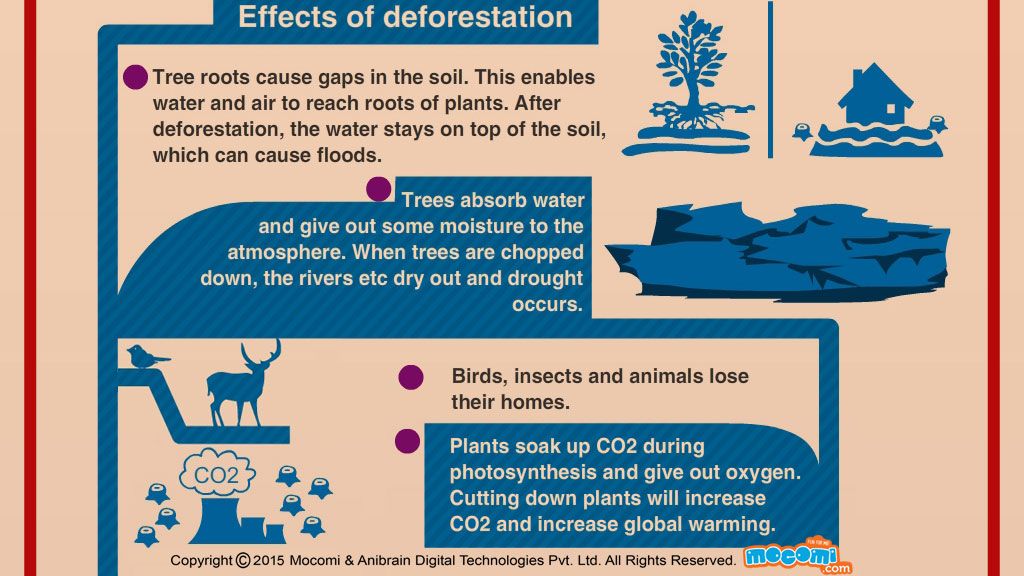 Effects of deforestation
Tree roots cause gaps in the soil. This enables
water and air to reach roots of plants. After
deforestation, the water stays on top of the soil,
which can cause floods.
Trees absorb water
and give out some moisture to the
atmosphere. When trees are chopped
down, the rivers etc dry out and drought
occurs.
Birds, insects and animals lose
their homes.
CO2
Plants soak up CO2 during
photosynthesis and give out oxygen.
Cutting down plants will increase
CO2 and increase global warming.
Copyright © 2015 Mocomi & Anibrain Digital Technologies Pvt. Ltd. All Rights Reserved.
FUN FOR ME!
mocomi
.com